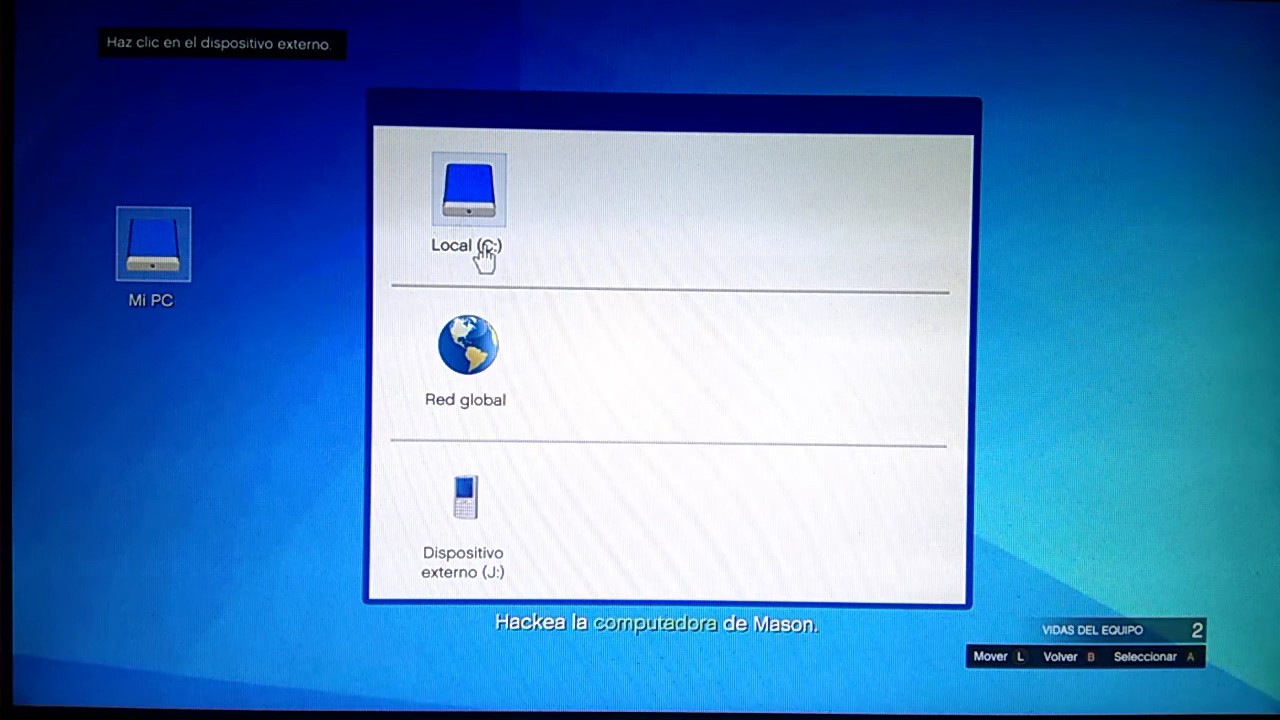 Haz clic en el dispositivo externo.
Local (C:)
Mi PC
Red global
Dispositivo
externo (J:)
Hackea la computadora de Mason.
VIDAS DEL EQUIPO 2
Mover L Volver B Seleccionar A